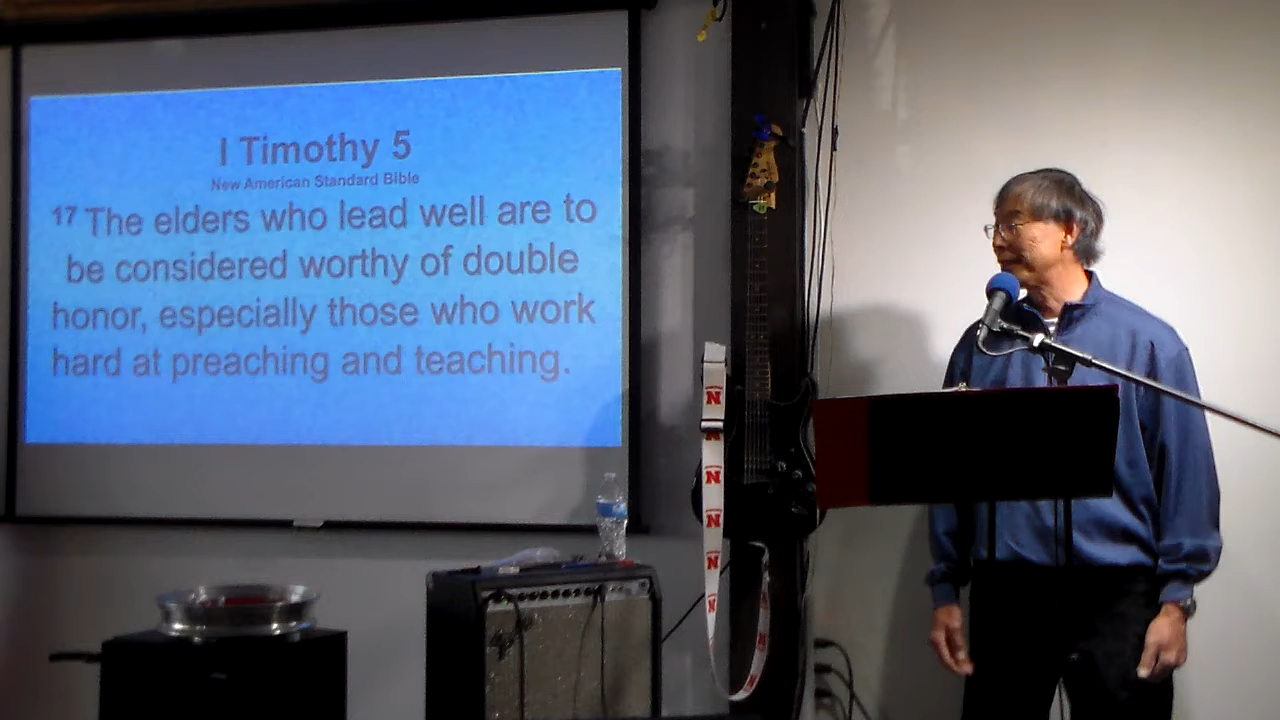 I Timothy 5
New American Standard Bible
17 The elders who lead well are to
be considered worthy of double
honor, especially those who work
hard at preaching and teaching.
N
N
N
N
N
N